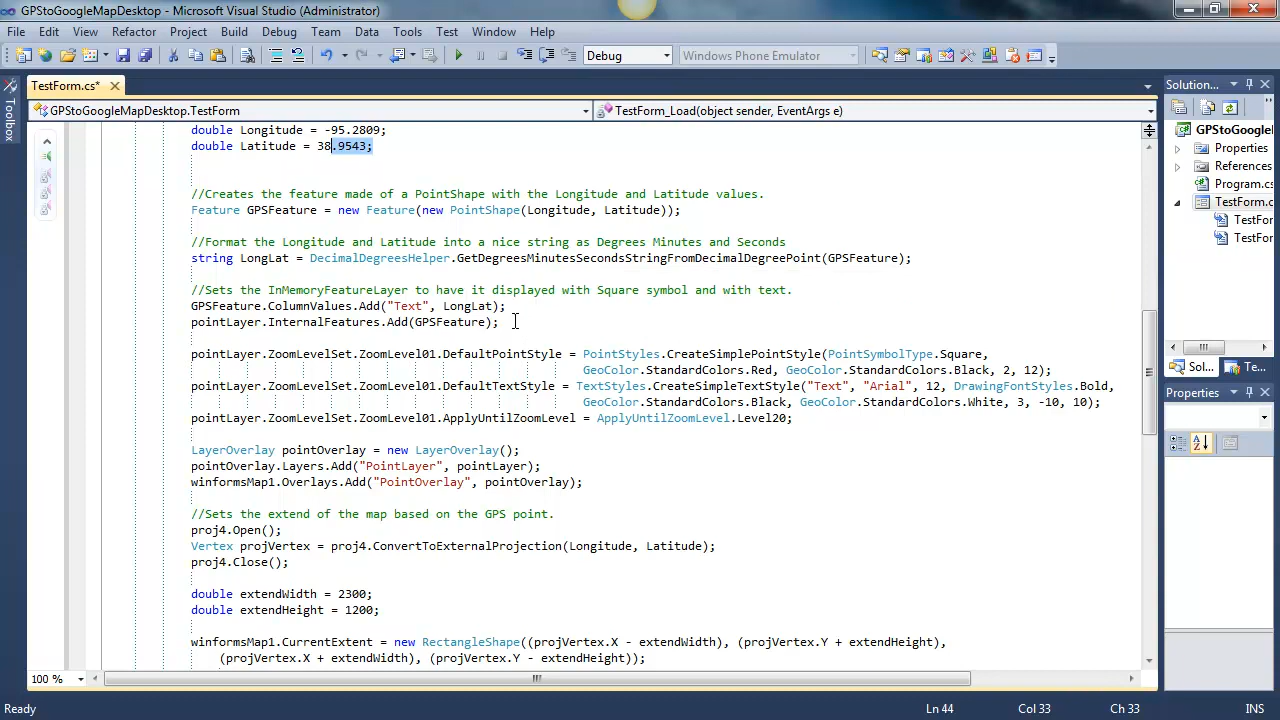 GPStoGoogleMapDesktop - Microsoft Visual Studio (Administrator)
File Edit View Refactor Project Build Debug Team Data Tools Test Window Help
Debug Windows Phone Emulator
TestForm.cs*
GPStoGoogleMapDesktop.TestForm TestForm_Load(object sender, EventArgs e)
Toolbox
double Longitude = -95.2809;
double Latitude = 38.9543;
//Creates the feature made of a PointShape with the Longitude and Latitude values.
Feature GPSFeature = new Feature(new PointShape(Longitude, Latitude));
//Format the Longitude and Latitude into a nice string as Degrees Minutes and Seconds
string LongLat = DecimalDegreesHelper.GetDegreesMinutesSecondsStringFromDecimalDegreePoint(GPSFeature);
//Sets the InMemoryFeatureLayer to have it displayed with Square symbol and with text.
GPSFeature.ColumnValues.Add("Text", LongLat);
pointLayer.InternalFeatures.Add(GPSFeature);
pointLayer.ZoomLevelSet.ZoomLevel01.DefaultPointStyle = PointStyles.CreateSimplePointStyle(PointSymbolType.Square,
GeoColor.StandardColors.Red, GeoColor.StandardColors.Black, 2, 12);
pointLayer.ZoomLevelSet.ZoomLevel01.DefaultTextStyle = TextStyles.CreateSimpleTextStyle("Text", "Arial", 12, DrawingFontStyles.Bold,
GeoColor.StandardColors.Black, GeoColor.StandardColors.White, 3, -10, 10);
pointLayer.ZoomLevelSet.ZoomLevel01.ApplyUntilZoomLevel = ApplyUntilZoomLevel.Level20;
LayerOverlay pointOverlay = new LayerOverlay();
pointOverlay.Layers.Add("PointLayer", pointLayer);
winformsMap1.Overlays.Add("PointOverlay", pointOverlay);
//Sets the extend of the map based on the GPS point.
proj4.Open();
Vertex projVertex = proj4.ConvertToExternalProjection(Longitude, Latitude);
proj4.Close();
double extendWidth = 2300;
double extendHeight = 1200;
winformsMap1.CurrentExtent = new RectangleShape((projVertex.X - extendWidth), (projVertex.Y + extendHeight),
(projVertex.X + extendWidth), (projVertex.Y - extendHeight));
100 %
Solution...
GPStoGoogleI
Properties
Referenc
Program.c
TestForm.c
TestFor
TestFor
Sol... Te...
Properties
Ready Ln 44 Col 33 Ch 33 INS